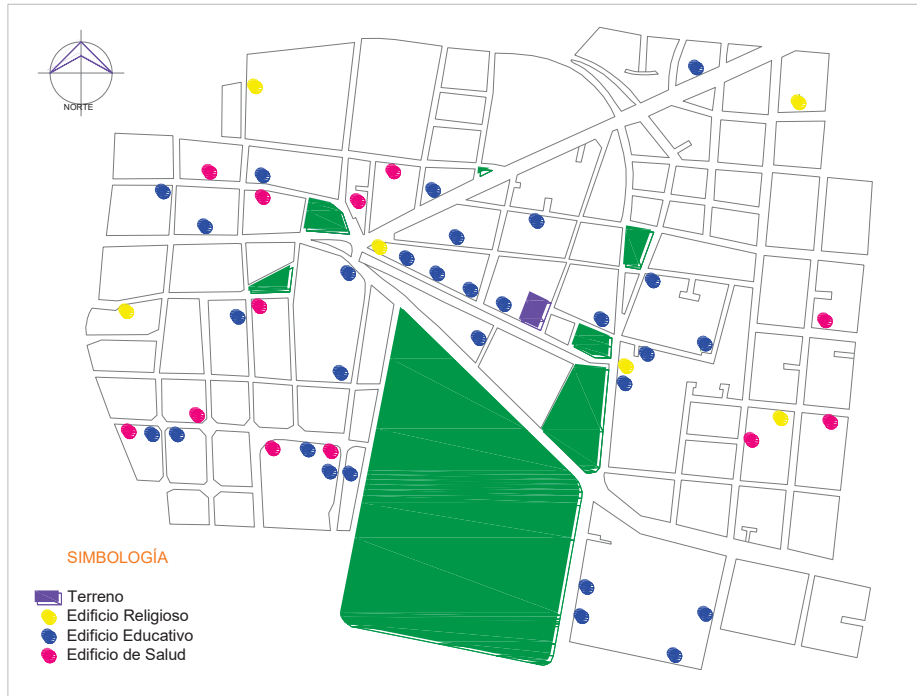 NORTE
SIMBOLOGÍA
Terreno
Edificio Religioso
Edificio Educativo
Edificio de Salud